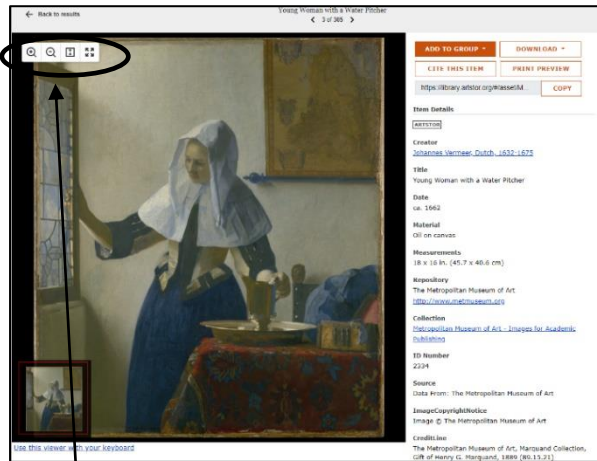 ← Back to results
Young Woman with a Water Pitcher
< 3 of 385 >
ADD TO GROUP
DOWNLOAD
CITE THIS ITEM
PRINT PREVIEW
https://library.artstor.org/#/asset/M...
COPY
Item Details
ARTSTOR
Creator
Johannes Vermeer, Dutch, 1632-1675
Title
Young Woman with a Water Pitcher
Date
ca. 1662
Material
Oil on canvas
Measurements
18 x 16 in. (45.7 x 40.6 cm)
Repository
The Metropolitan Museum of Art
http://www.metmuseum.org
Collection
Metropolitan Museum of Art - Images for Academic
Publishing
ID Number
2334
Source
Data From: The Metropolitan Museum of Art
ImageCopyrightNotice
Image © The Metropolitan Museum of Art
CreditLine
The Metropolitan Museum of Art, Marquand Collection,
Gift of Henry G. Marquand, 1889 (89.15.21)
Use this viewer with your keyboard